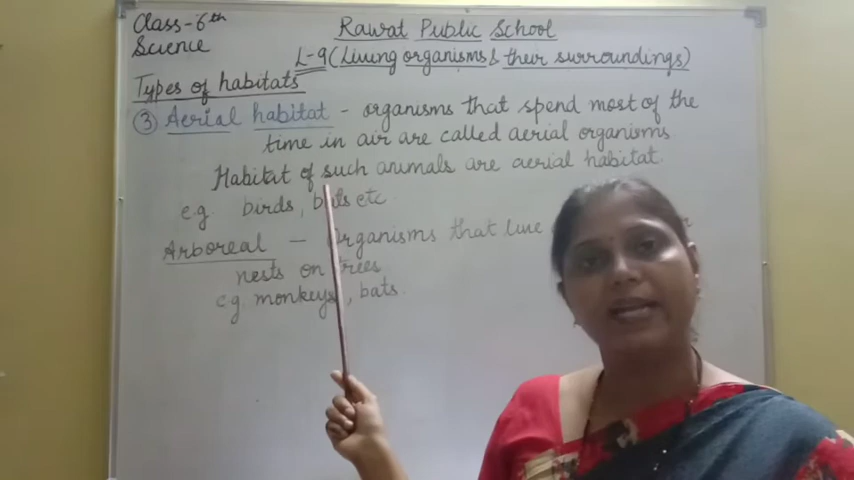 Class-6th
Science
Rawat Public School
L-9 (Living organisms & their surroundings)
Types of habitats
③ Aerial habitat - organisms that spend most of the
time in air are called aerial organisms
Habitat of such animals are aerial habitat.
e.g. birds, bats etc
Arboreal - Organisms that live
nests on trees
e.g. monkeys, bats.